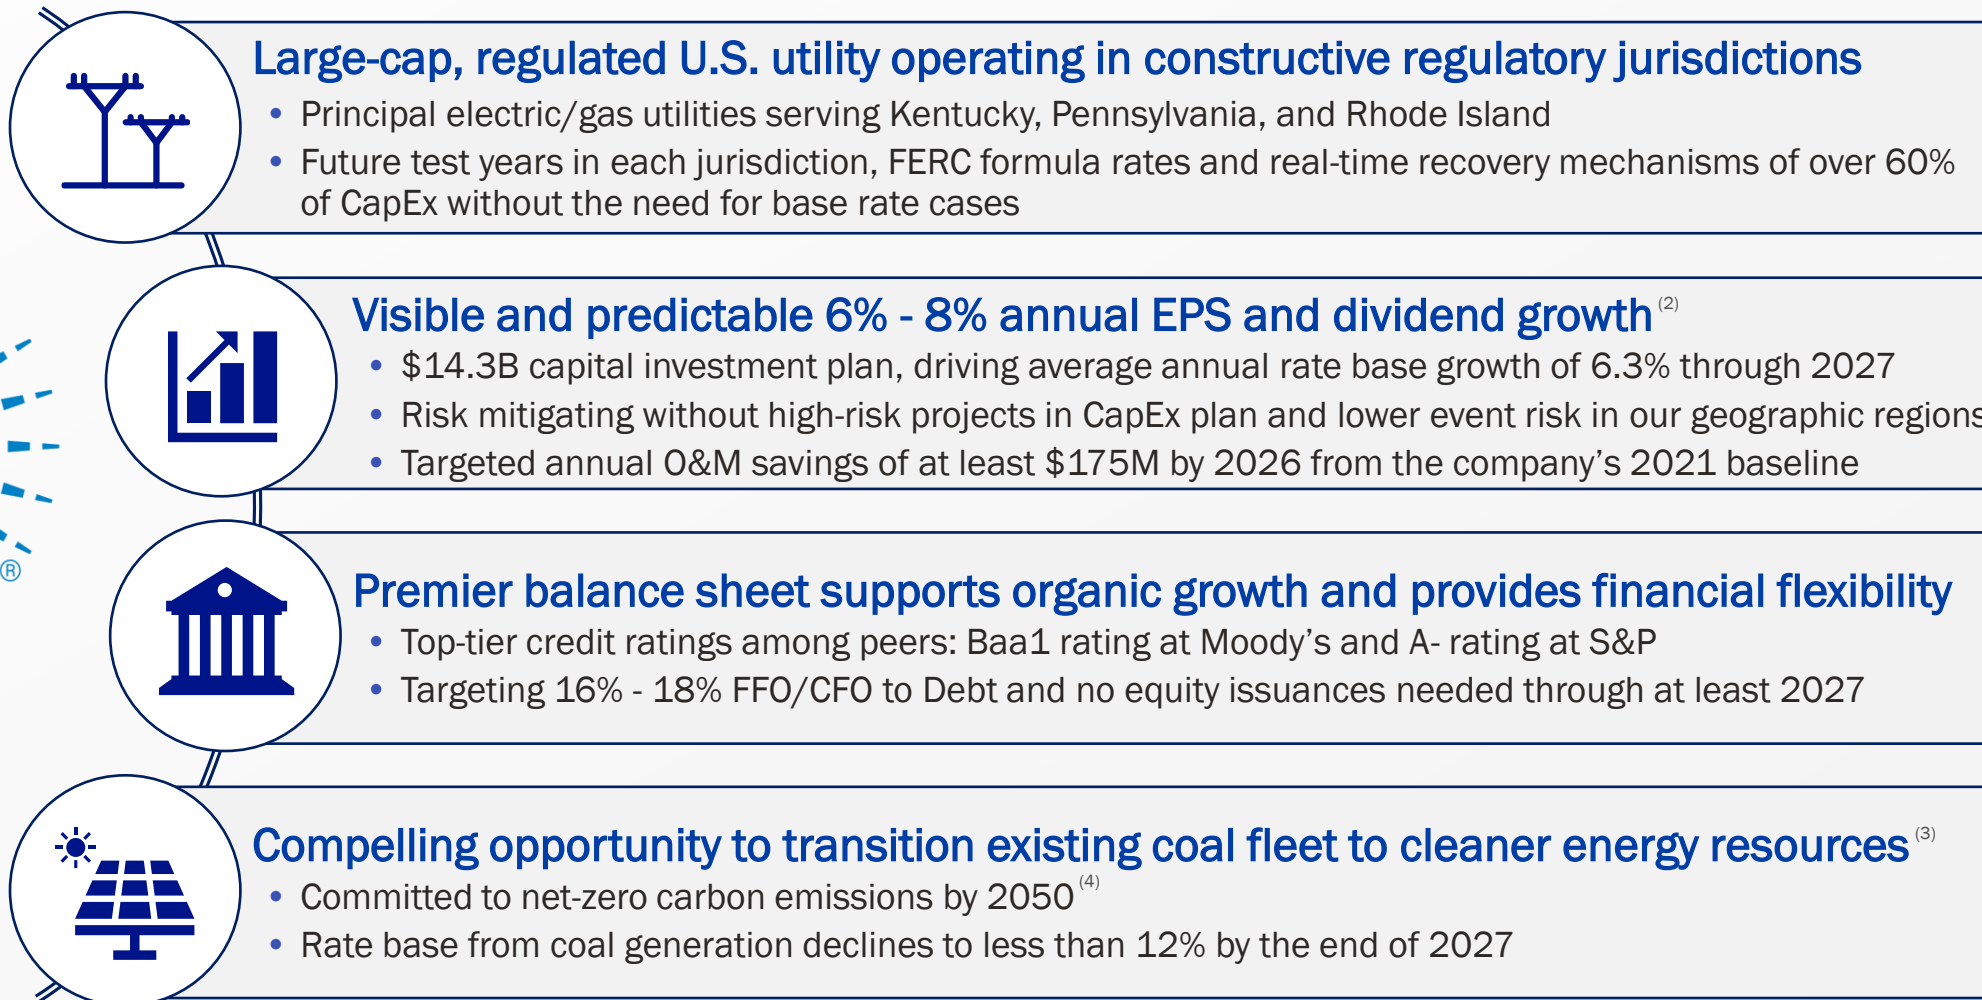 Large-cap, regulated U.S. utility operating in constructive regulatory jurisdictions
• Principal electric/gas utilities serving Kentucky, Pennsylvania, and Rhode Island
• Future test years in each jurisdiction, FERC formula rates and real-time recovery mechanisms of over 60%
of CapEx without the need for base rate cases
Visible and predictable 6% - 8% annual EPS and dividend growth (2)
• $14.3B capital investment plan, driving average annual rate base growth of 6.3% through 2027
• Risk mitigating without high-risk projects in CapEx plan and lower event risk in our geographic regions
• Targeted annual O&M savings of at least $175M by 2026 from the company’s 2021 baseline
®
Premier balance sheet supports organic growth and provides financial flexibility
• Top-tier credit ratings among peers: Baa1 rating at Moody’s and A- rating at S&P
• Targeting 16% - 18% FFO/CFO to Debt and no equity issuances needed through at least 2027
Compelling opportunity to transition existing coal fleet to cleaner energy resources (3)
• Committed to net-zero carbon emissions by 2050 (4)
• Rate base from coal generation declines to less than 12% by the end of 2027